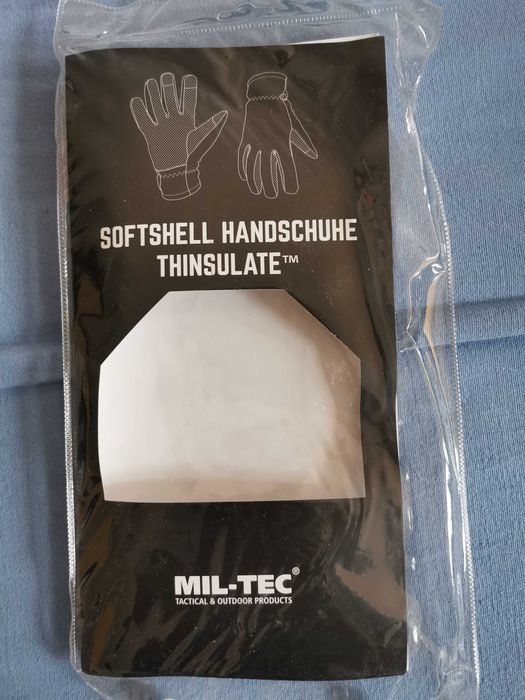 SOFTSHELL HANDSCHUHE
THINSULATE™
MIL-TEC®
TACTICAL & OUTDOOR PRODUCTS